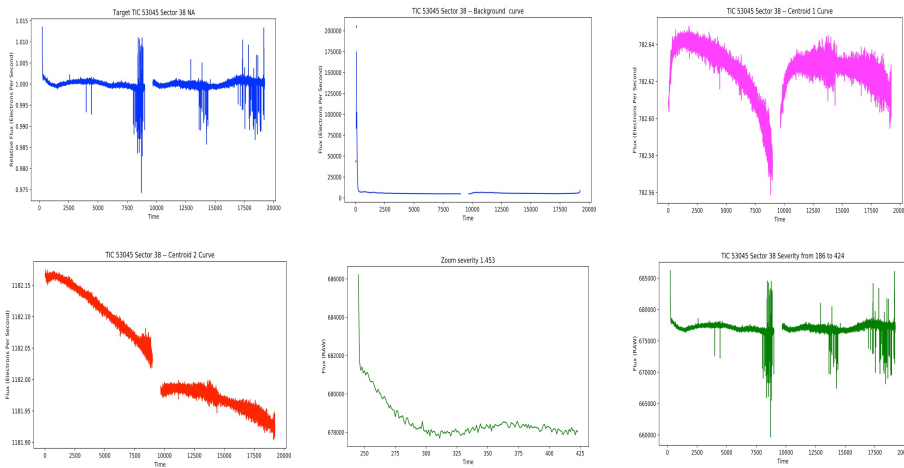 Target TIC 53045 Sector 38 NA
Relative Flux (Electrons Per Second)
1.015
1.010
1.005
1.000
0.995
0.990
0.985
0.980
0.975
0 2500 5000 7500 10000 12500 15000 17500 20000
Time
TIC 53045 Sector 38 -- Background curve
Flux (Electrons Per Second)
200000
175000
150000
125000
100000
75000
50000
25000
0
0 2500 5000 7500 10000 12500 15000 17500 20000
Time
TIC 53045 Sector 38 -- Centroid 1 Curve
Flux (Electrons Per Second
782.64
782.62
782.60
782.58
782.56
0 2500 5000 7500 10000 12500 15000 17500 20000
Time
TIC 53045 Sector 38 -- Centroid 2 Curve
Flux (Electrons Per Second)
1182.15
1182.10
1182.05
1182.00
1181.95
1181.90
0 2500 5000 7500 10000 12500 15000 17500 20000
Time
Zoom severity 1.453
Flux (RAW)
686000
684000
682000
680000
678000
250 275 300 325 350 375 400 425
Time
TIC 53045 Sector 38 Severity from 186 to 424
Flux (RAW)
685000
680000
675000
670000
665000
660000
0 2500 5000 7500 10000 12500 15000 17500 20000
Time